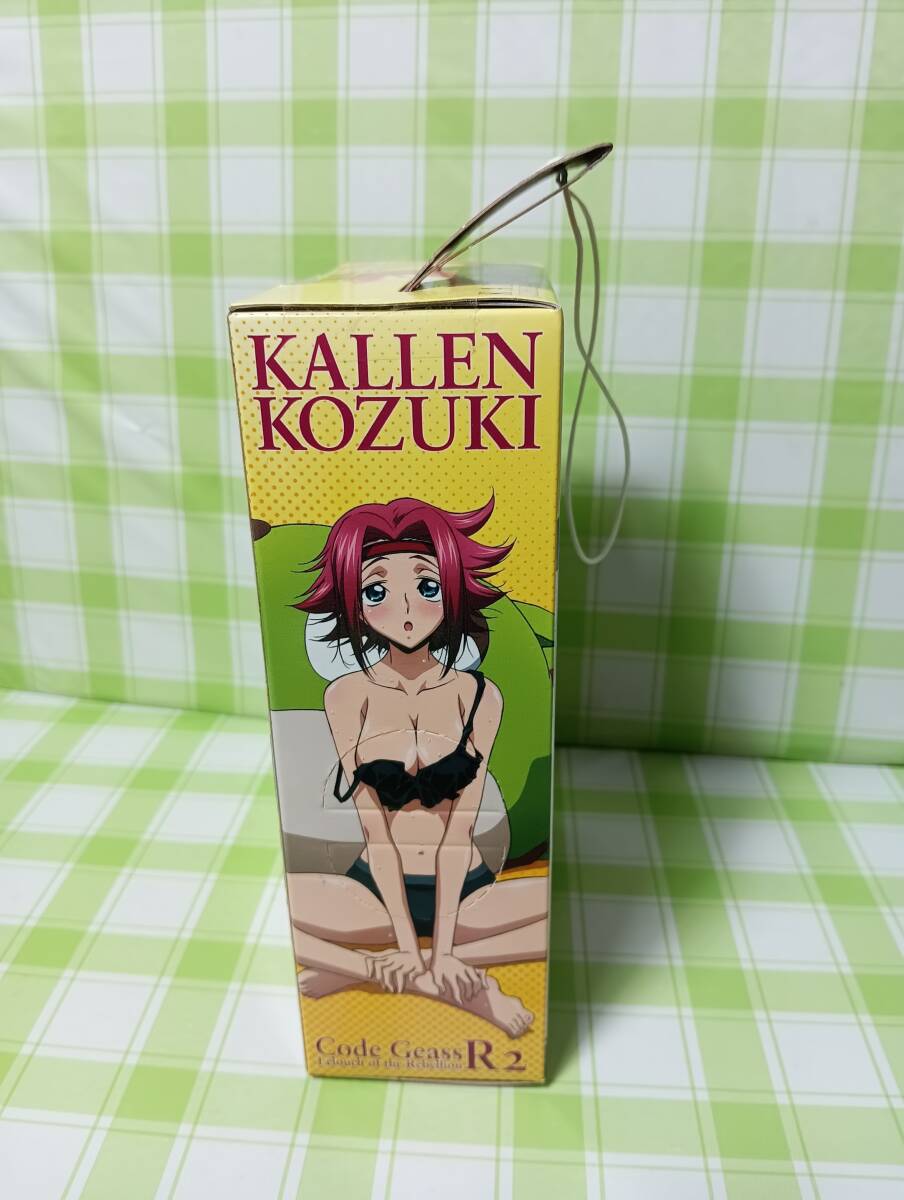 KALLEN
KOZUKI
Code Geass R2
Lelouch of the Rebellion